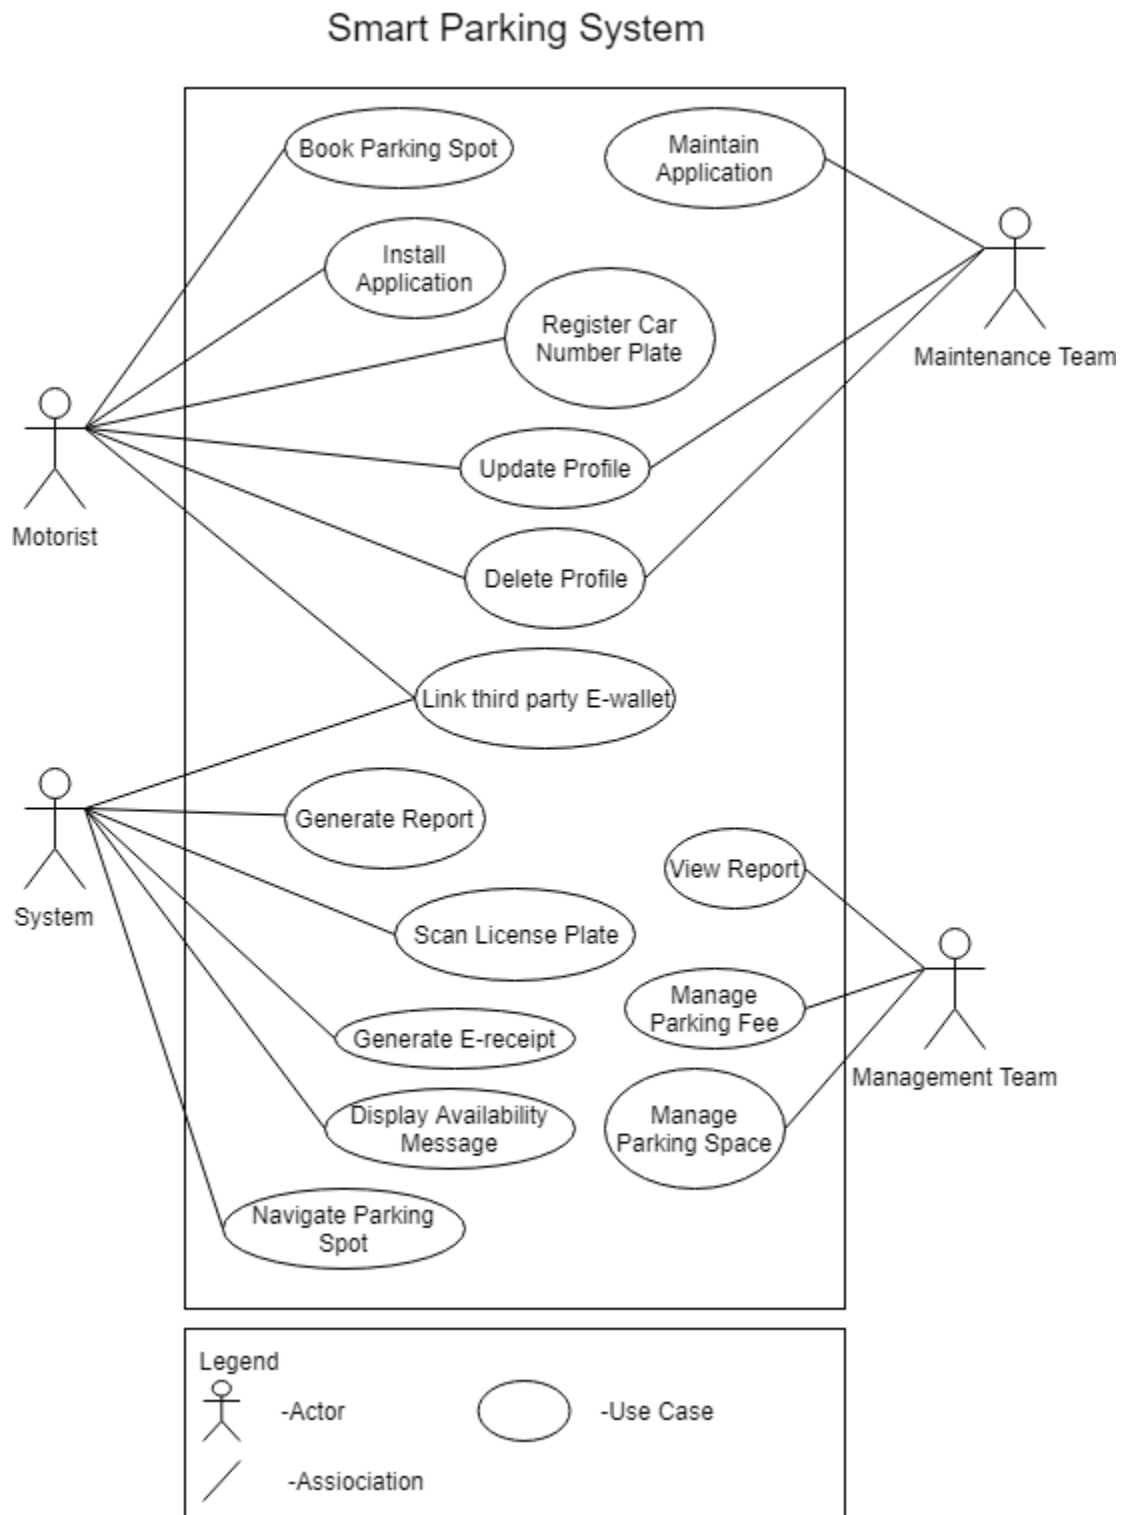 Smart Parking System
Book Parking Spot
Maintain
Application
Install
Application
Register Car
Number Plate
Maintenance Team
Update Profile
Motorist
Delete Profile
Link third party E-wallet
Generate Report
View Report
System
Scan License Plate
Manage
Parking Fee
Generate E-receipt
Management Team
Display Availability
Message
Manage
Parking Space
Navigate Parking
Spot
Legend
-Actor
-Use Case
-Assiociation